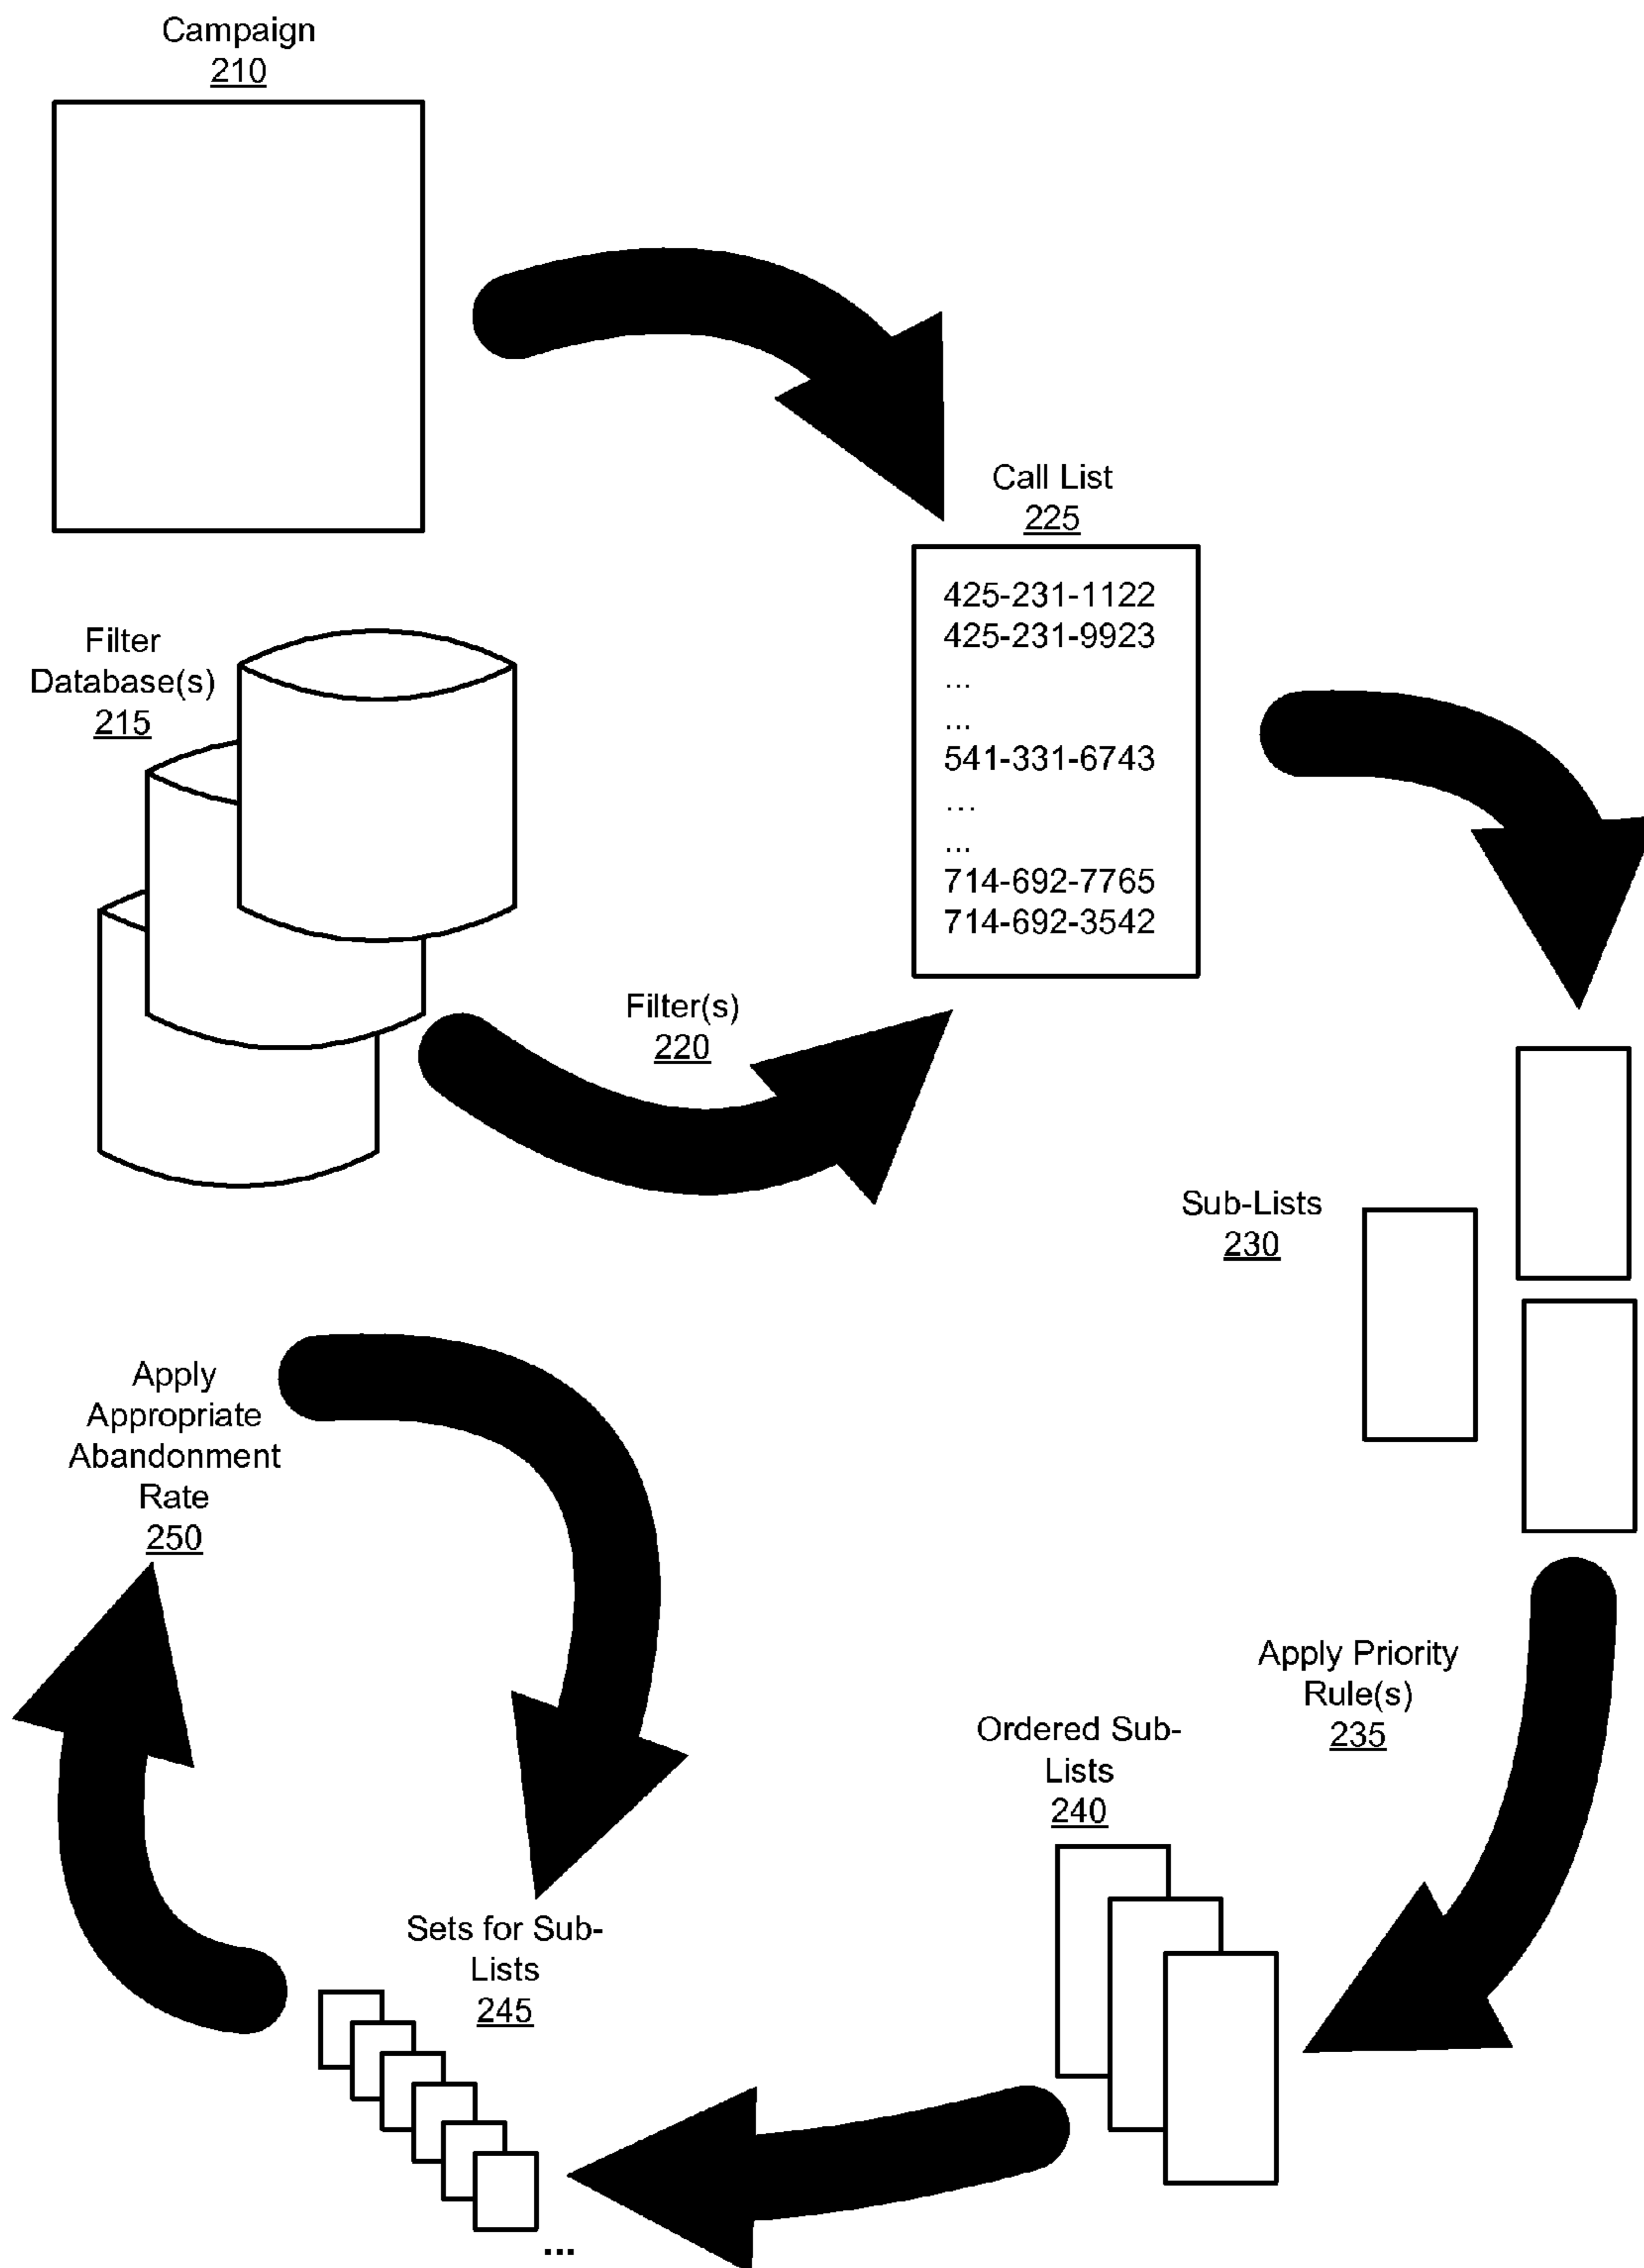 Campaign
210
Call List
225
425-231-1122
425-231-9923
...
...
541-331-6743
...
...
714-692-7765
714-692-3542
Filter
Database(s)
215
Filter(s)
220
Sub-Lists
230
Apply
Appropriate
Abandonment
Rate
250
Apply Priority
Rule(s)
235
Ordered Sub-
Lists
240
Sets for Sub-
Lists
245
...